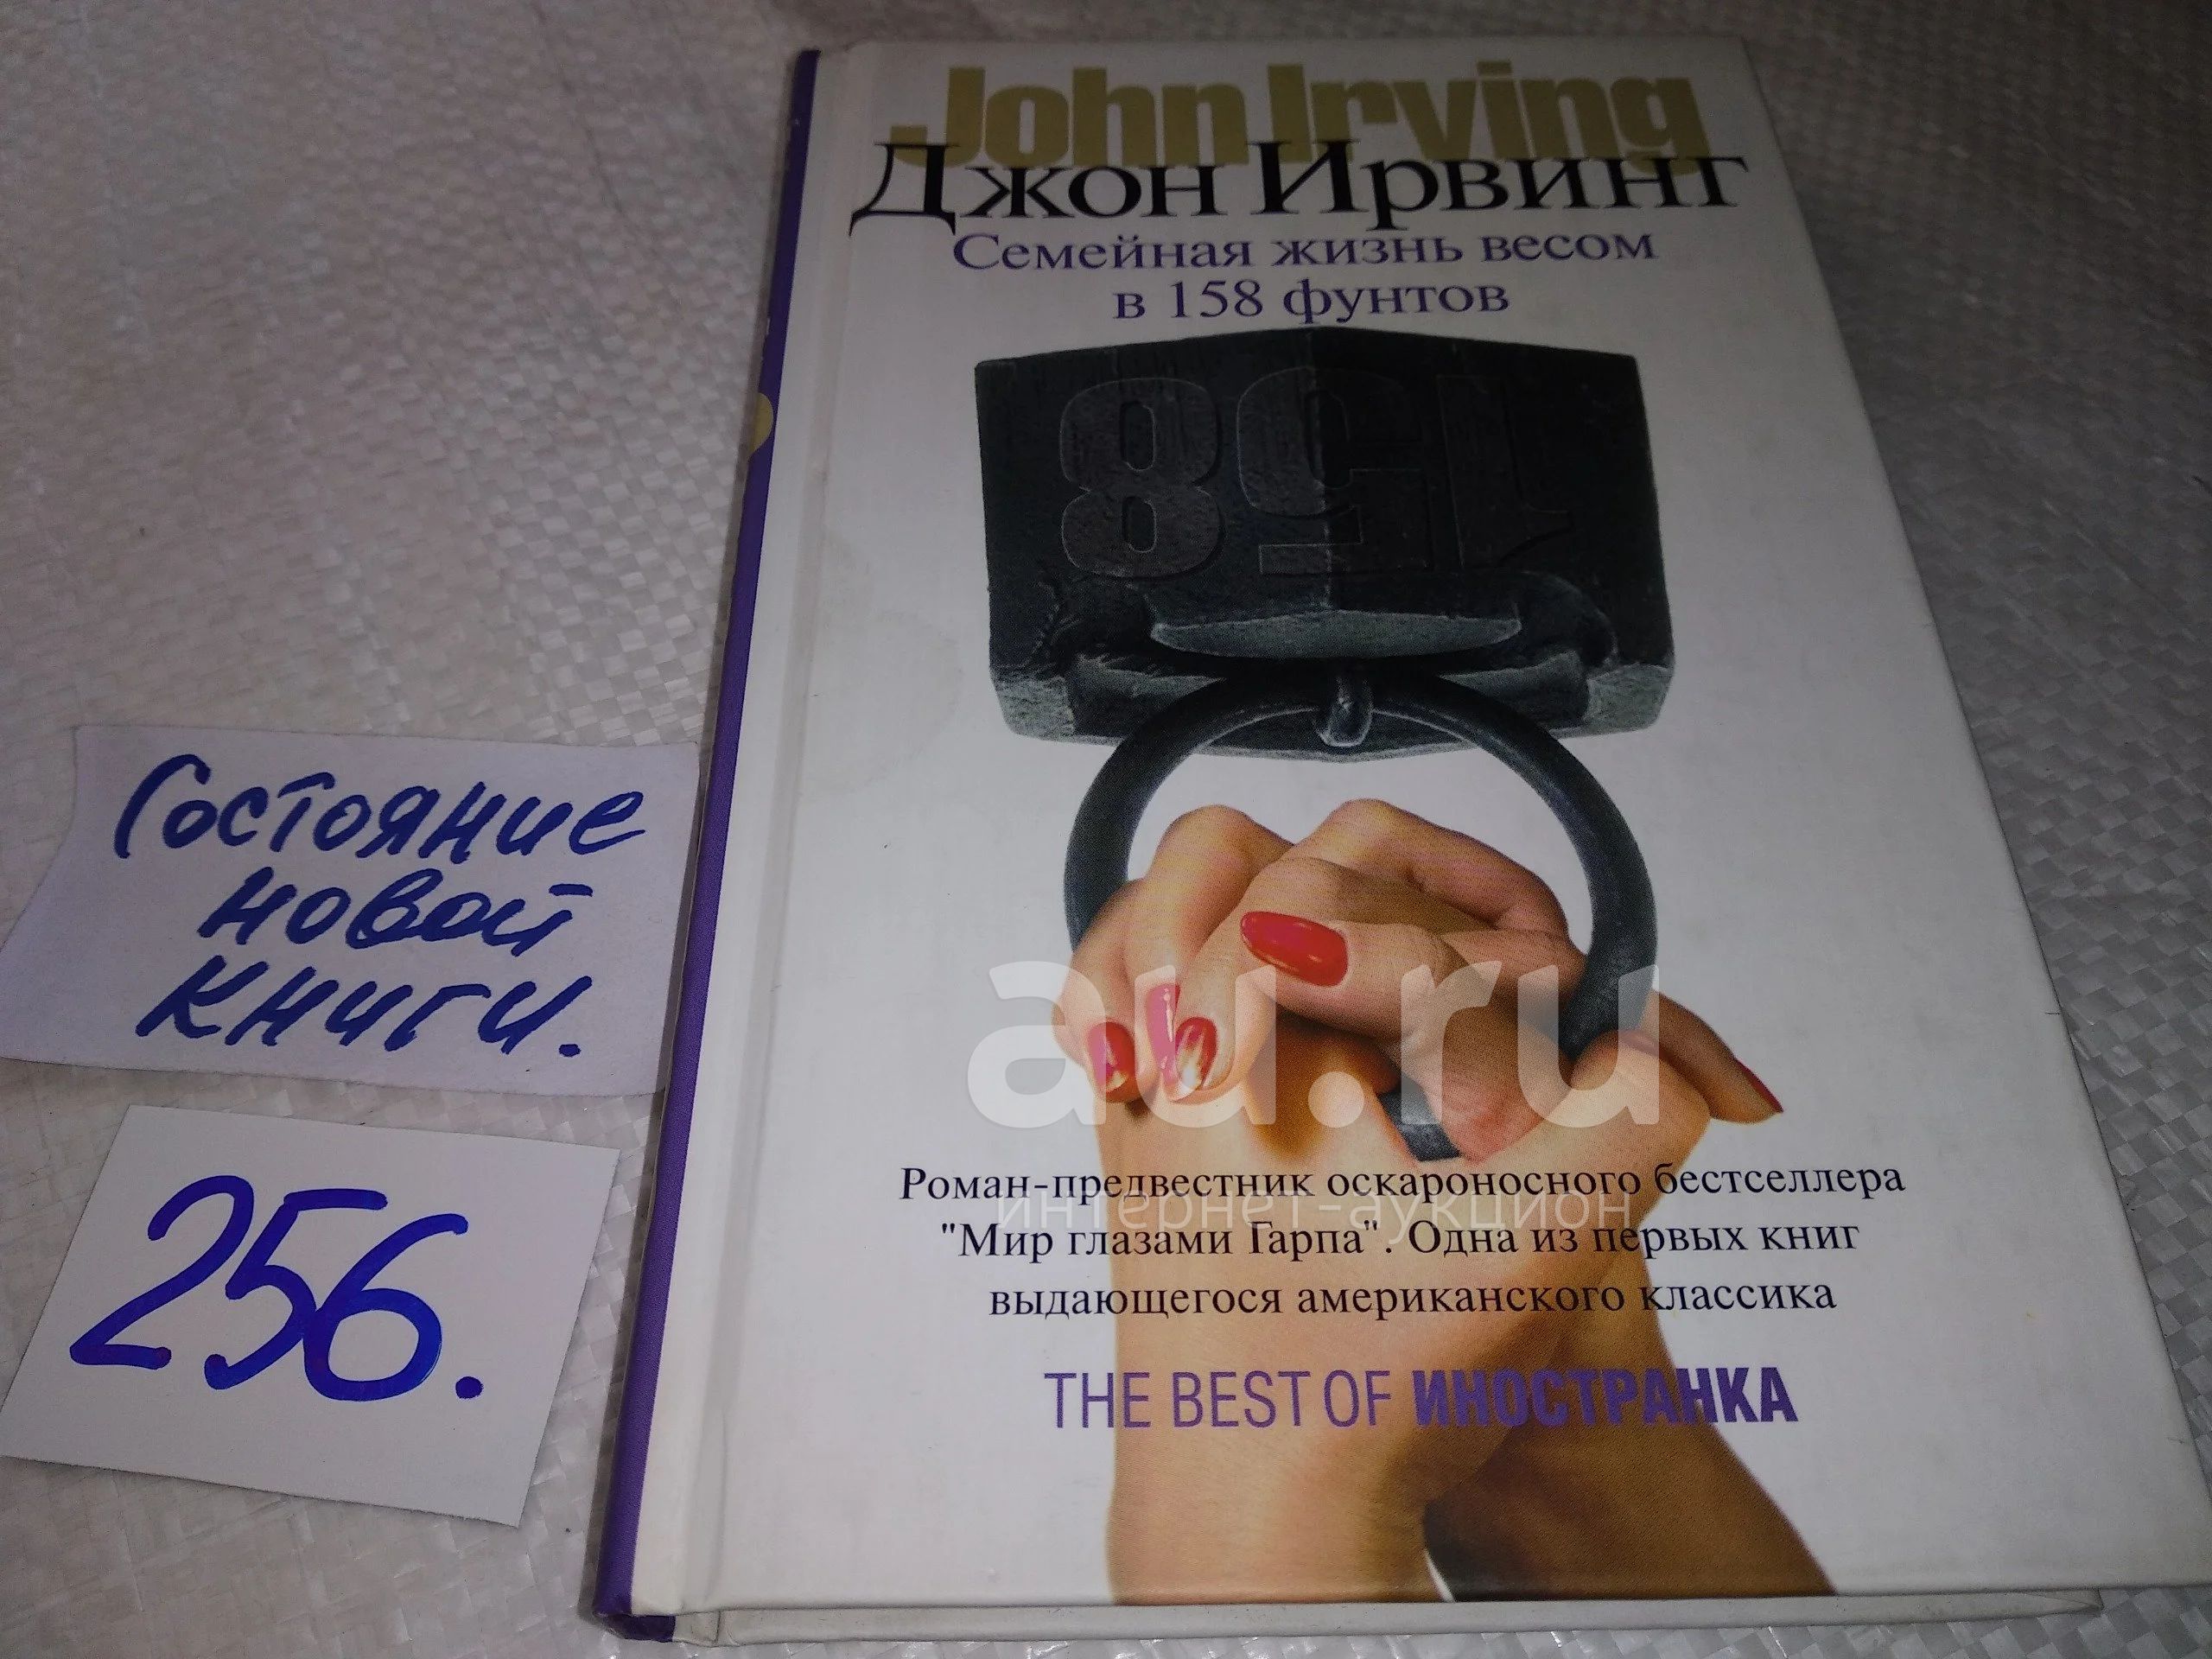 John Irving
Джон Ирвинг
Семейная жизнь весом
в 158 фунтов
158
Состояние
новой
книги.
256.
au.ru
интернет-аукцион
Роман-предвестник оскароносного бестселлера
"Мир глазами Гарпа". Одна из первых книг
выдающегося американского классика
THE BEST OF ИНОСТРАНКА